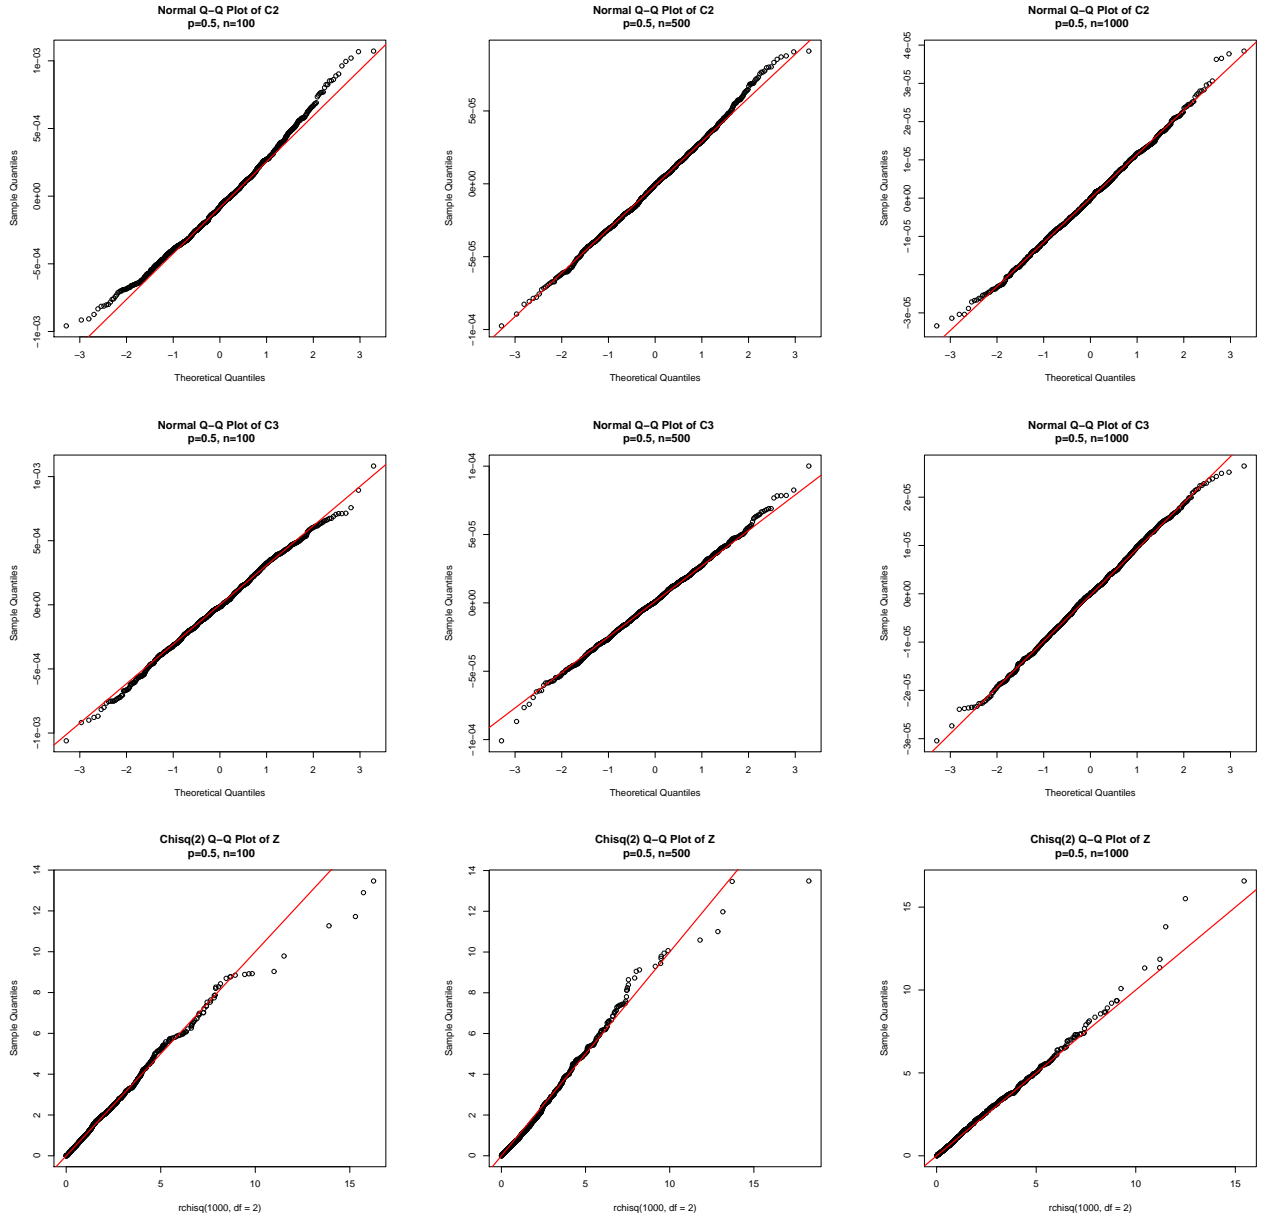 Normal Q−Q Plot of C2
p=0.5, n=100
Sample Quantiles
1e−03
5e−04
0e+00
−5e−04
−1e−03
−3 −2 −1 0 1 2 3
Theoretical Quantiles
Normal Q−Q Plot of C2
p=0.5, n=500
Sample Quantiles
5e−05
0e+00
−5e−05
−1e−04
−3 −2 −1 0 1 2 3
Theoretical Quantiles
Normal Q−Q Plot of C2
p=0.5, n=1000
Sample Quantiles
4e−05
3e−05
2e−05
1e−05
0e+00
−1e−05
−3e−05
−3 −2 −1 0 1 2 3
Theoretical Quantiles
Normal Q−Q Plot of C3
p=0.5, n=100
Sample Quantiles
1e−03
5e−04
0e+00
−5e−04
−1e−03
−3 −2 −1 0 1 2 3
Theoretical Quantiles
Normal Q−Q Plot of C3
p=0.5, n=500
Sample Quantiles
1e−04
5e−05
0e+00
−5e−05
−1e−04
−3 −2 −1 0 1 2 3
Theoretical Quantiles
Normal Q−Q Plot of C3
p=0.5, n=1000
Sample Quantiles
2e−05
1e−05
0e+00
−1e−05
−2e−05
−3e−05
−3 −2 −1 0 1 2 3
Theoretical Quantiles
Chisq(2) Q−Q Plot of Z
p=0.5, n=100
Sample Quantiles
14
12
10
8
6
4
2
0
0 5 10 15
rchisq(1000, df = 2)
Chisq(2) Q−Q Plot of Z
p=0.5, n=500
Sample Quantiles
14
12
10
8
6
4
2
0
0 5 10 15
rchisq(1000, df = 2)
Chisq(2) Q−Q Plot of Z
p=0.5, n=1000
Sample Quantiles
15
10
5
0
0 5 10 15
rchisq(1000, df = 2)